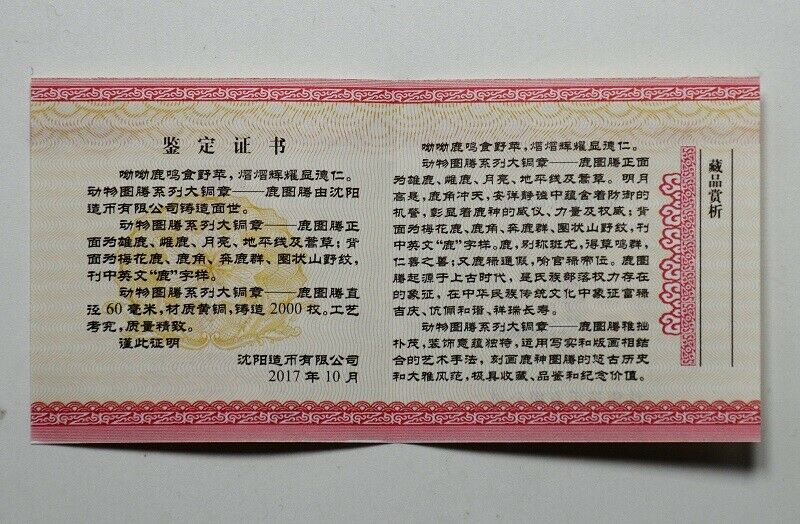 鉴定证书
呦呦鹿鸣食野苹，熠熠辉耀显德仁。
动物图腾系列大铜章——鹿图腾由沈阳
造币有限公司铸造面世。
动物图腾系列大铜章——鹿图腾正
面为雄鹿、雌鹿、月亮、地平线及蒿草；背
面为梅花鹿、鹿角、奔鹿群、图状山野纹，
刊中英文“鹿”字样。
动物图腾系列大铜章——鹿图腾直
径60毫米，材质黄铜，铸造2000枚。工艺
考究，质量精致。
谨此证明
沈阳造币有限公司
2017年10月
呦呦鹿鸣食野苹，熠熠辉耀显德仁。
动物图腾系列大铜章——鹿图腾正面
为雄鹿、雌鹿、月亮、地平线及蒿草。明月
高悬，鹿角冲天，安详静谧中蕴含着防御的
机警，彰显着鹿神的威仪、力量及权威；背
面为梅花鹿、鹿角、奔鹿群、图状山野纹，刊
中英文“鹿”字样。鹿，别称斑龙，得草鸣群，
仁善之兽；又鹿禄通假，喻官禄帝位。鹿图
腾起源于上古时代，是氏族部落权力存在
的象征，在中华民族传统文化中象征富禄
吉庆、伉俪和谐、祥瑞长寿。
动物图腾系列大铜章——鹿图腾稚拙
朴茂，装饰意蕴独特，运用写实和版画相结
合的艺术手法，刻画鹿神图腾的悠古历史
和大雅风范，极具收藏、品鉴和纪念价值。
藏品赏析